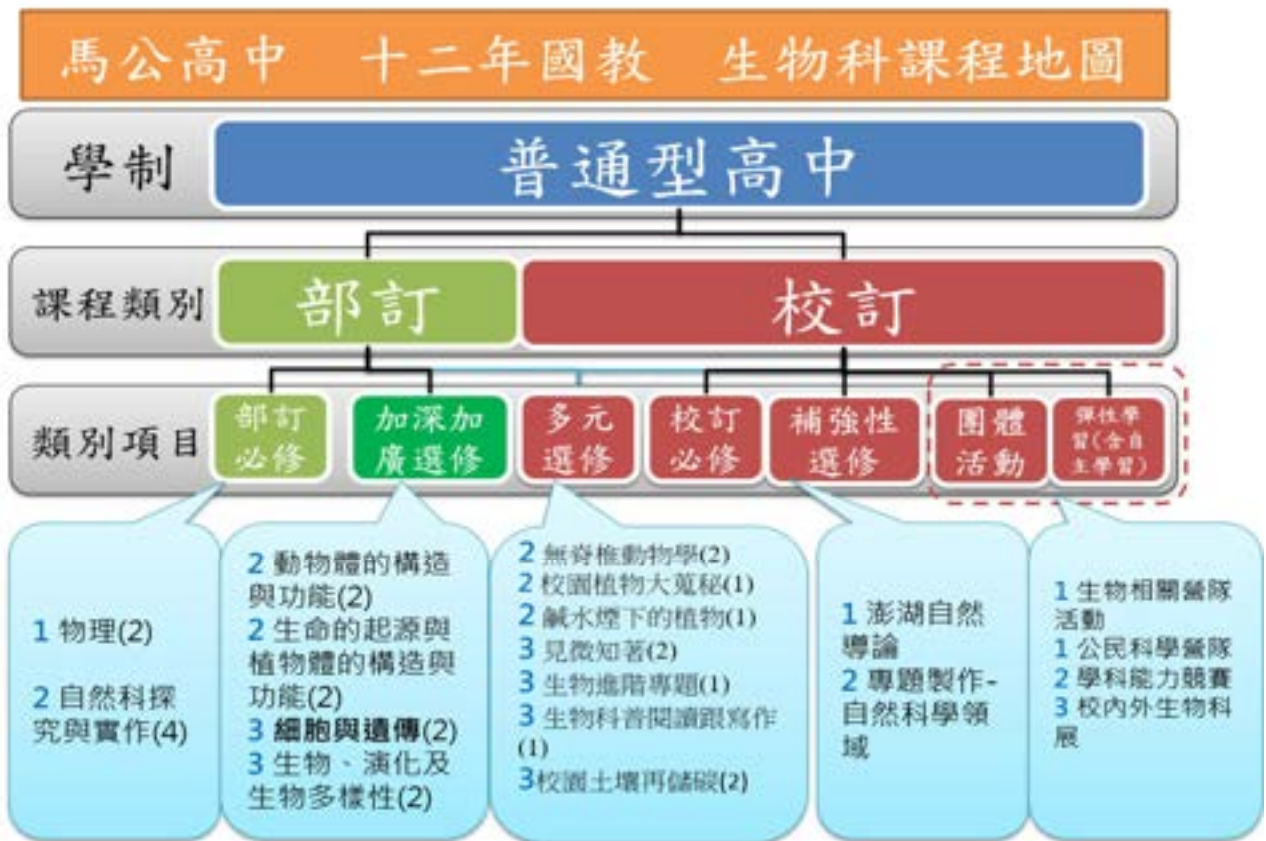 馬公高中 十二年國教 生物科課程地圖
學制
普通型高中
課程類別
部訂
校訂
類別項目
部訂
必修
加深加
廣選修
多元
選修
校訂
必修
補強性
選修
團體
活動
彈性學
習(含自
主學習)
1 物理(2)
2 自然科探
究與實作(4)
2 動物體的構造
與功能(2)
2 生命的起源與
植物體的構造與
功能(2)
3 細胞與遺傳(2)
3 生物、演化及
生物多樣性(2)
2 無脊椎動物學(2)
2 校園植物大蒐秘(1)
2 鹹水煙下的植物(1)
3 見微知著(2)
3 生物進階專題(1)
3 生物科普閱讀跟寫作
(1)
3校園土壤再儲碳(2)
1 澎湖自然
導論
2 專題製作-
自然科學領
域
1 生物相關營隊
活動
1 公民科學營隊
2 學科能力競賽
3 校內外生物科
展